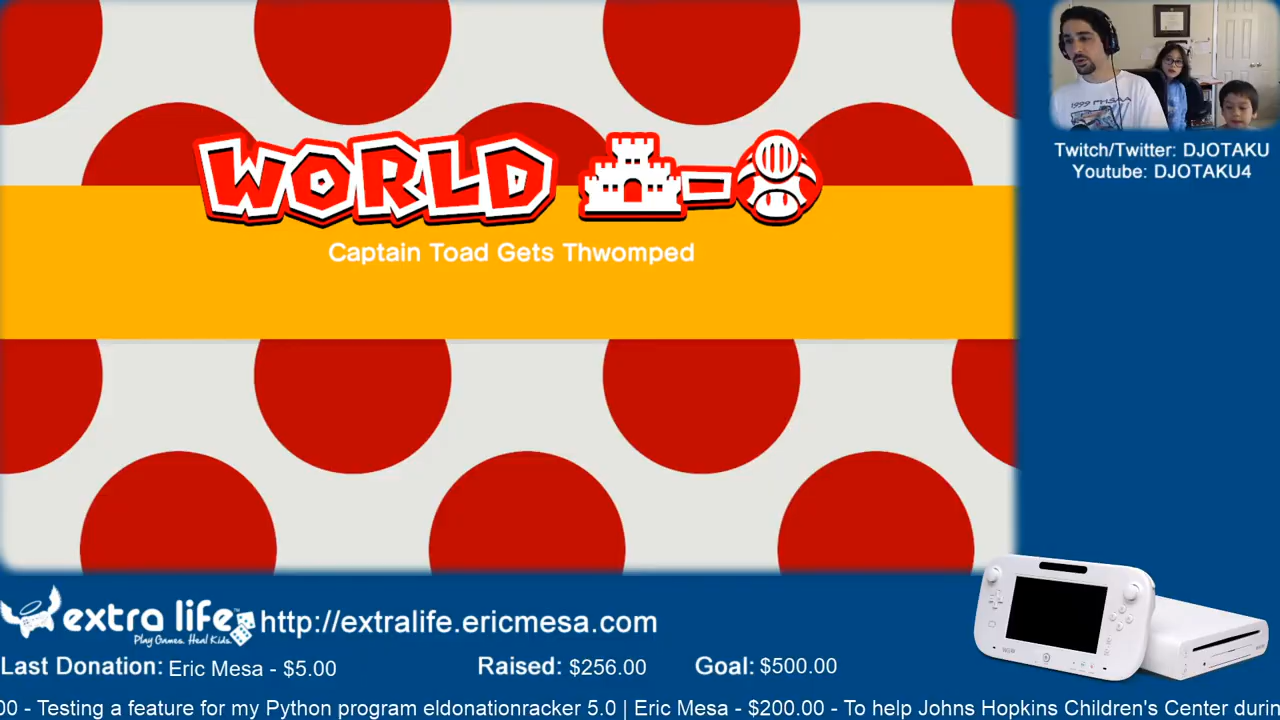 WORLD -
Captain Toad Gets Thwomped
1999 FHSAA
Twitch/Twitter: DJOTAKU
Youtube: DJOTAKU4
extra life
Play Games. Heal Kids.
http://extralife.ericmesa.com
Last Donation: Eric Mesa - $5.00 Raised: $256.00 Goal: $500.00
00 - Testing a feature for my Python program eldonationracker 5.0 | Eric Mesa - $200.00 - To help Johns Hopkins Children's Center durin